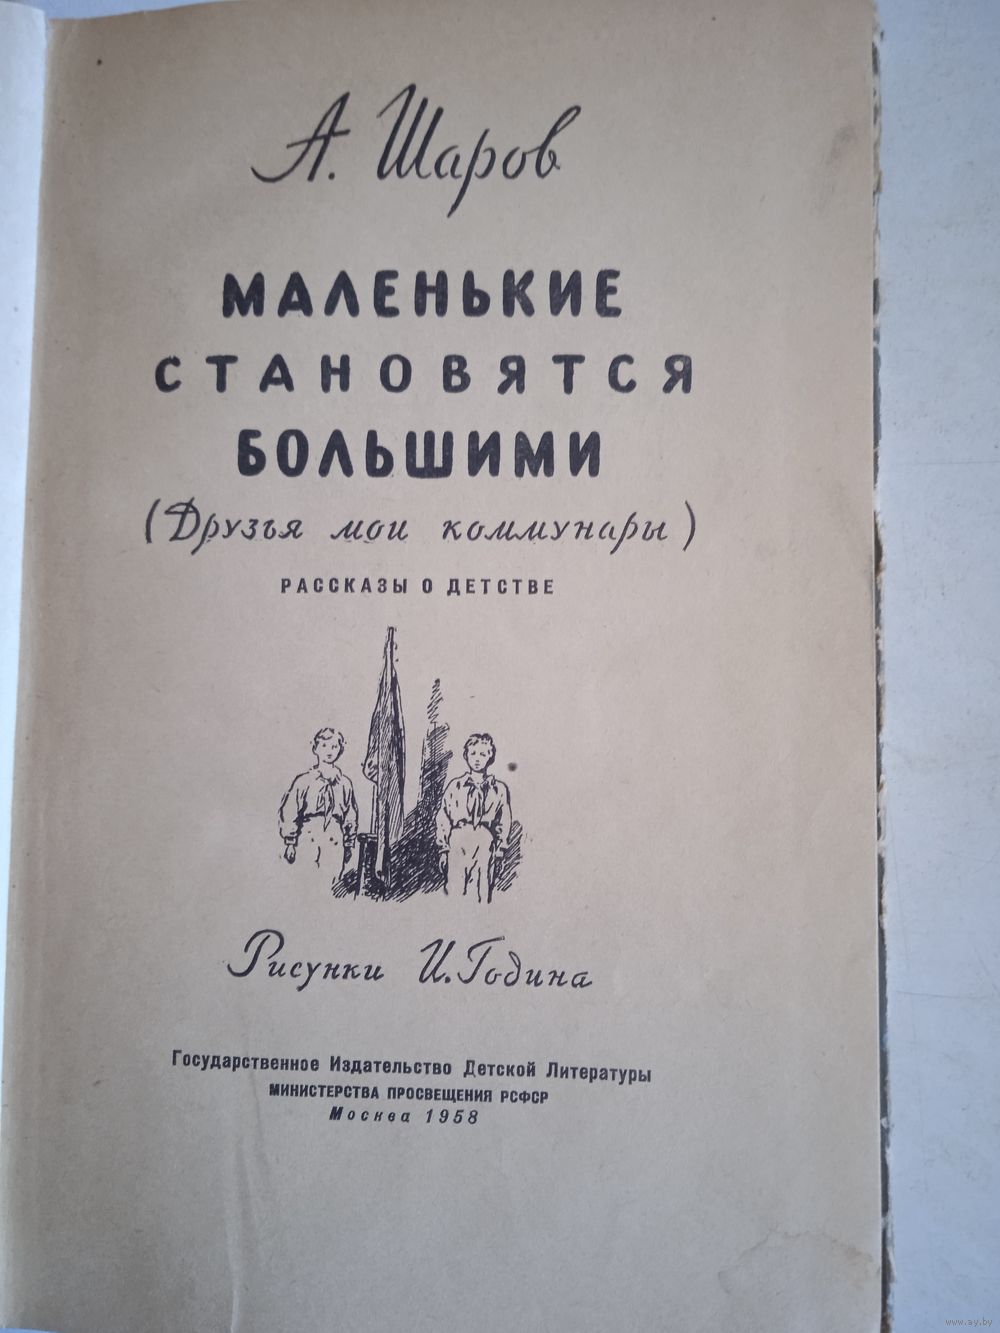 А. Шаров
МАЛЕНЬКИЕ
СТАНОВЯТСЯ
БОЛЬШИМИ
(Друзья мои коммунары)
РАССКАЗЫ О ДЕТСТВЕ
Рисунки И. Година
Государственное Издательство Детской Литературы
МИНИСТЕРСТВА ПРОСВЕЩЕНИЯ РСФСР
Москва 1958
www.ay.by